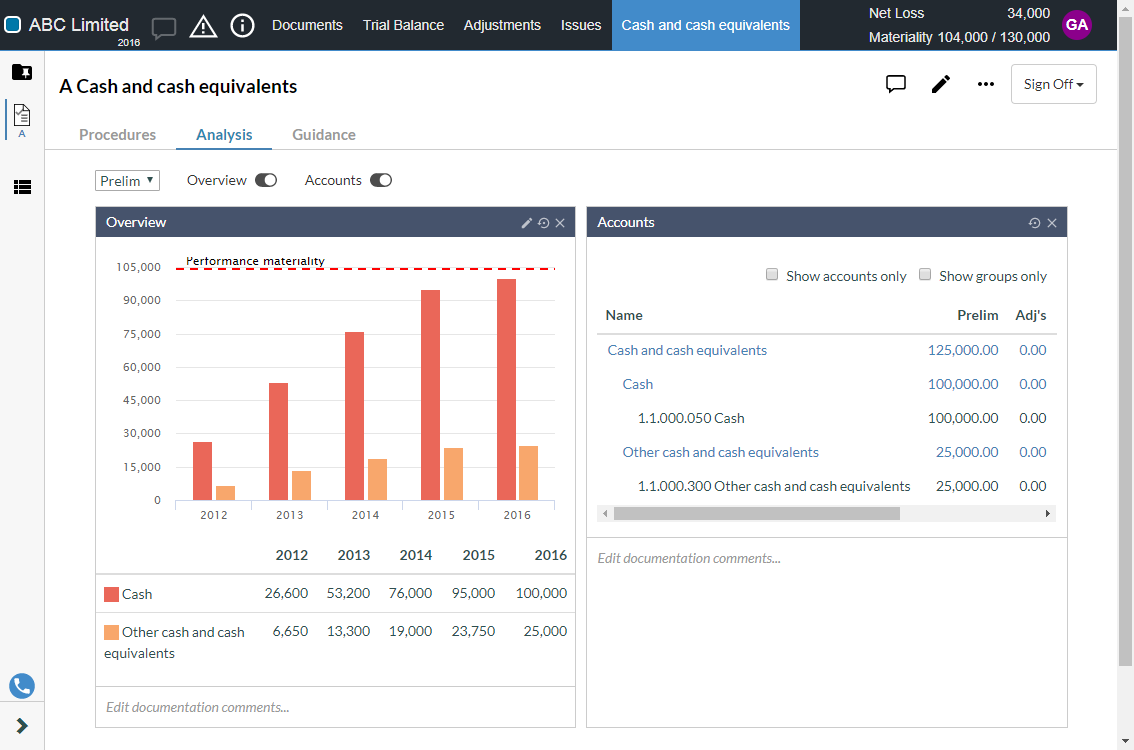 ABC Limited
2016
Documents Trial Balance Adjustments Issues Cash and cash equivalents
Net Loss 34,000
Materiality 104,000 / 130,000
GA
A Cash and cash equivalents
Sign Off
A
Procedures Analysis Guidance
Prelim Overview Accounts
Overview
Performance materiality
105,000
90,000
75,000
60,000
45,000
30,000
15,000
0
2012 2013 2014 2015 2016
2012 2013 2014 2015 2016
Cash 26,600 53,200 76,000 95,000 100,000
Other cash and cash 6,650 13,300 19,000 23,750 25,000
equivalents
Edit documentation comments...
Accounts
Show accounts only Show groups only
Name Prelim Adj's
Cash and cash equivalents 125,000.00 0.00
Cash 100,000.00 0.00
1.1.000.050 Cash 100,000.00 0.00
Other cash and cash equivalents 25,000.00 0.00
1.1.000.300 Other cash and cash equivalents 25,000.00 0.00
Edit documentation comments...